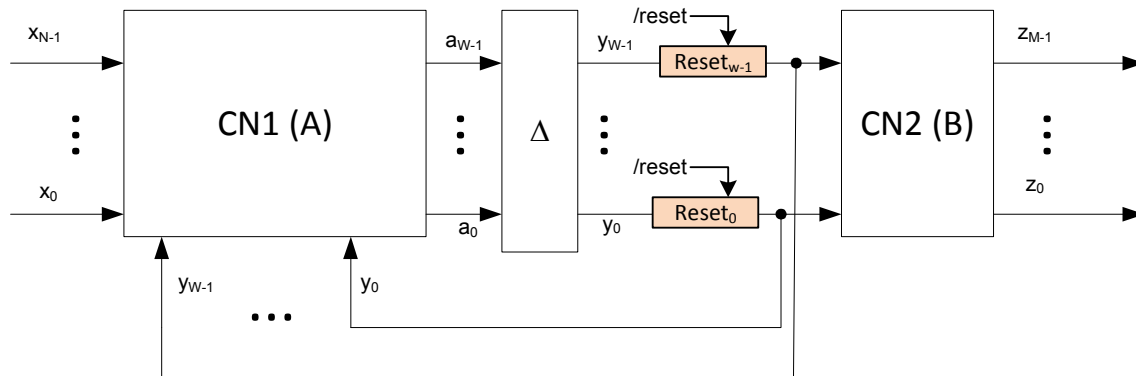 /reset
x_{N-1}
a_{W-1}
y_{W-1}
Reset_{w-1}
z_{M-1}
CN1 (A)
Δ
CN2 (B)
/reset
x_0
a_0
y_0
Reset_0
z_0
y_{W-1}
y_0